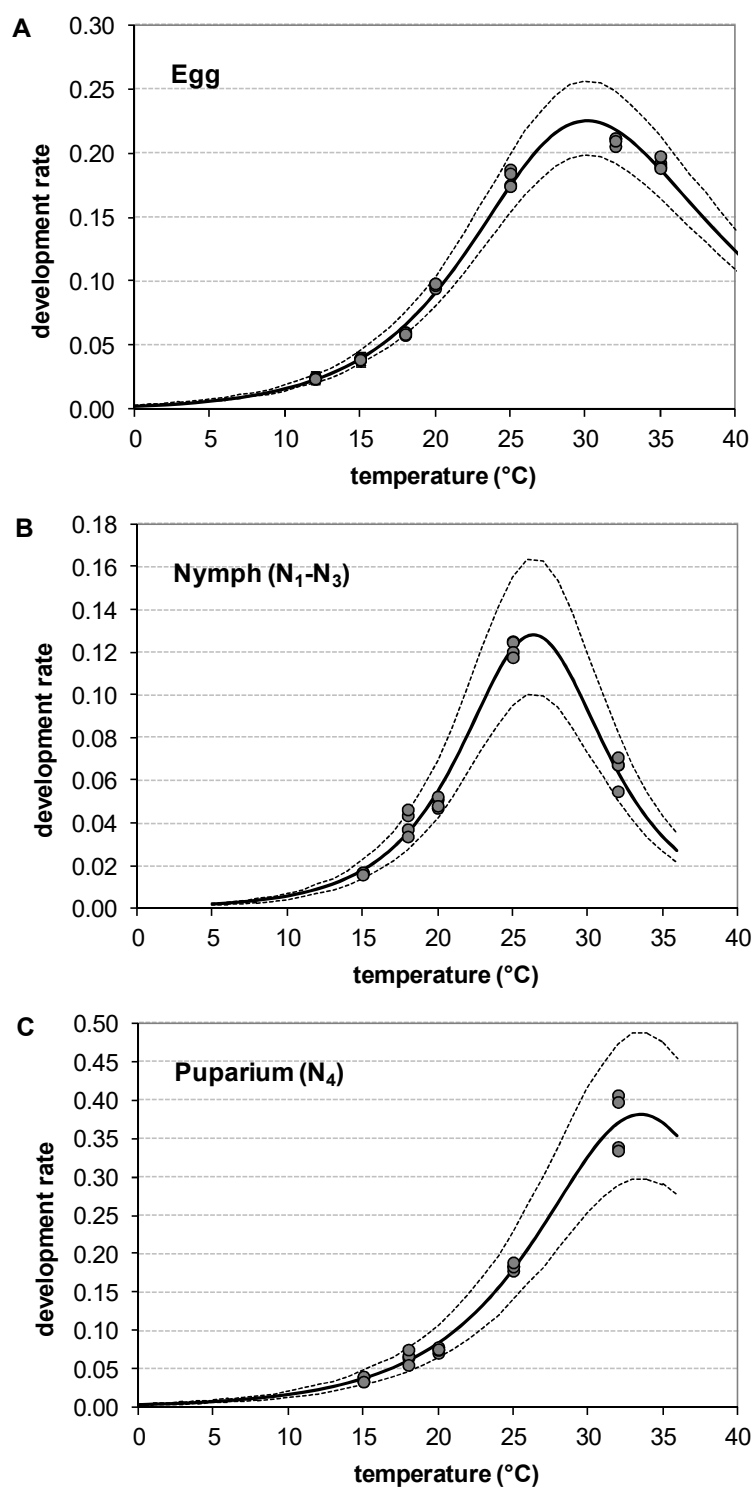 A
Egg
development rate
0.30
0.25
0.20
0.15
0.10
0.05
0.00
0 5 10 15 20 25 30 35 40
temperature (°C)
B
Nymph (N₁-N₃)
development rate
0.18
0.16
0.14
0.12
0.10
0.08
0.06
0.04
0.02
0.00
0 5 10 15 20 25 30 35 40
temperature (°C)
C
Puparium (N₄)
development rate
0.50
0.45
0.40
0.35
0.30
0.25
0.20
0.15
0.10
0.05
0.00
0 5 10 15 20 25 30 35 40
temperature (°C)